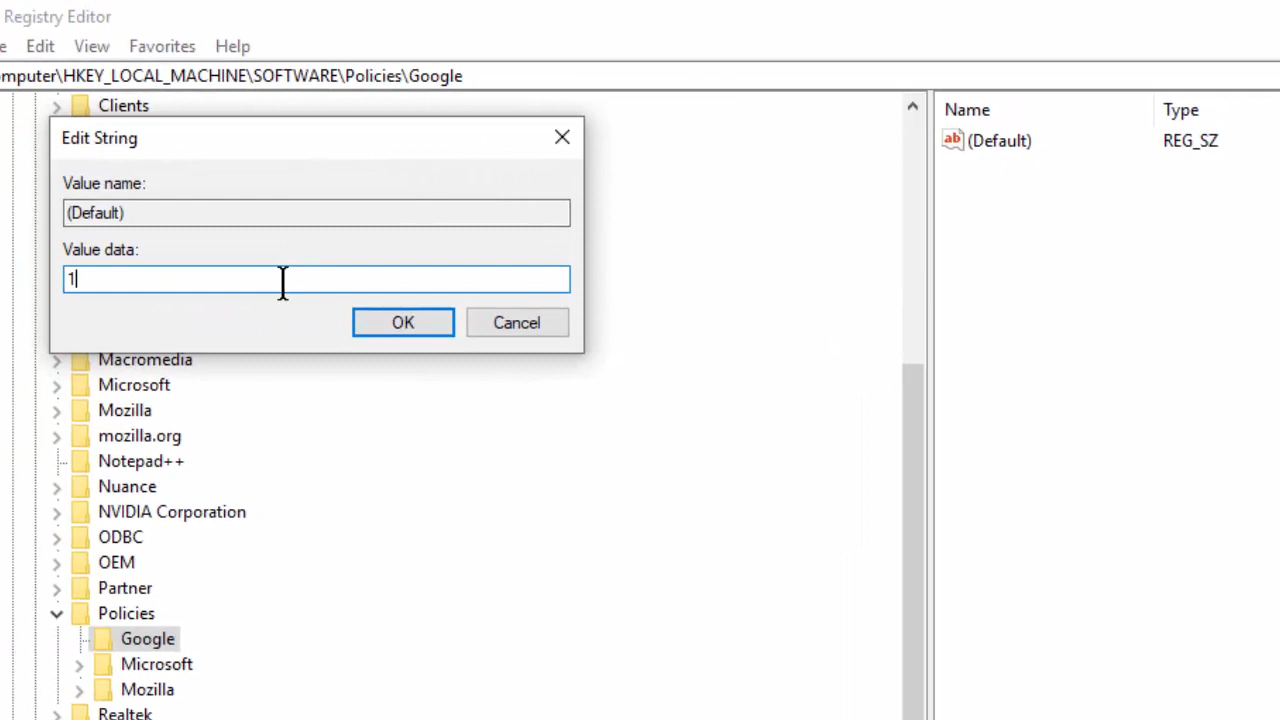 Registry Editor
e Edit View Favorites Help
omputer\HKEY_LOCAL_MACHINE\SOFTWARE\Policies\Google
Clients
Name Type
Edit String
ab (Default) REG_SZ
Value name:
(Default)
Value data:
1
OK Cancel
Macromedia
Microsoft
Mozilla
mozilla.org
Notepad++
Nuance
NVIDIA Corporation
ODBC
OEM
Partner
Policies
Google
Microsoft
Mozilla
Realtek